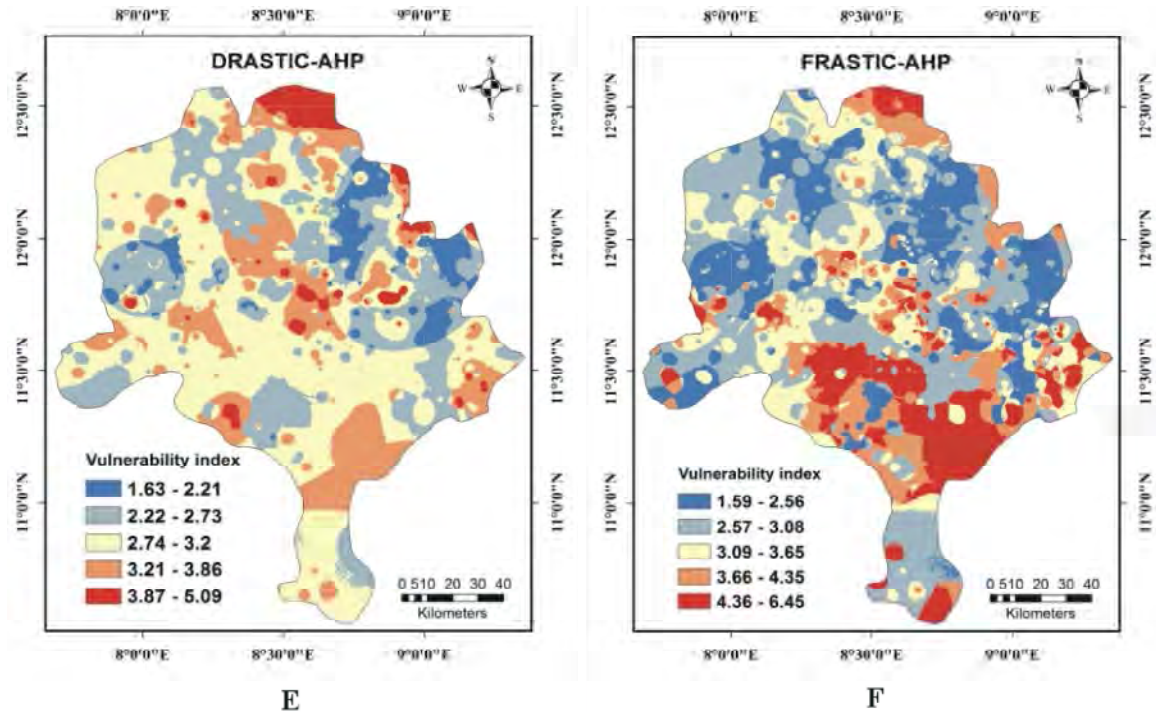 8°0'0"E 8°30'0"E 9°0'0"E
DRASTIC-AHP
N
W E
S
12°30'0"N
12°0'0"N
11°30'0"N
11°0'0"N
12°30'0"N
12°0'0"N
11°30'0"N
11°0'0"N
Vulnerability index
1.63 - 2.21
2.22 - 2.73
2.74 - 3.2
3.21 - 3.86
3.87 - 5.09
0 5 10 20 30 40
Kilometers
8°0'0"E 8°30'0"E 9°0'0"E
E
8°0'0"E 8°30'0"E 9°0'0"E
FRASTIC-AHP
N
W E
S
12°30'0"N
12°0'0"N
11°30'0"N
11°0'0"N
12°30'0"N
12°0'0"N
11°30'0"N
11°0'0"N
Vulnerability index
1.59 - 2.56
2.57 - 3.08
3.09 - 3.65
3.66 - 4.35
4.36 - 6.45
0 5 10 20 30 40
Kilometers
8°0'0"E 8°30'0"E 9°0'0"E
F